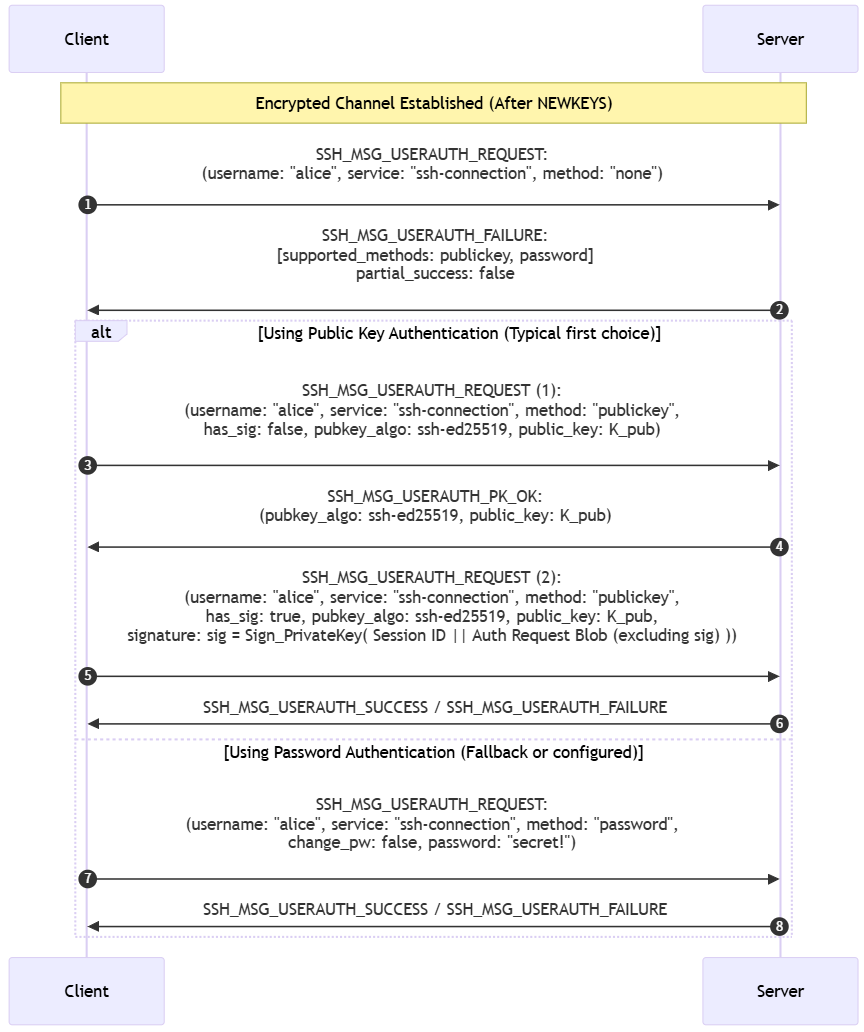 Client
Server
Encrypted Channel Established (After NEWKEYS)
SSH_MSG_USERAUTH_REQUEST:
(username: "alice", service: "ssh-connection", method: "none")
1
SSH_MSG_USERAUTH_FAILURE:
[supported_methods: publickey, password]
partial_success: false
2
alt
[Using Public Key Authentication (Typical first choice)]
SSH_MSG_USERAUTH_REQUEST (1):
(username: "alice", service: "ssh-connection", method: "publickey",
has_sig: false, pubkey_algo: ssh-ed25519, public_key: K_pub)
3
SSH_MSG_USERAUTH_PK_OK:
(pubkey_algo: ssh-ed25519, public_key: K_pub)
4
SSH_MSG_USERAUTH_REQUEST (2):
(username: "alice", service: "ssh-connection", method: "publickey",
has_sig: true, pubkey_algo: ssh-ed25519, public_key: K_pub,
signature: sig = Sign_PrivateKey( Session ID || Auth Request Blob (excluding sig) ))
5
SSH_MSG_USERAUTH_SUCCESS / SSH_MSG_USERAUTH_FAILURE
6
[Using Password Authentication (Fallback or configured)]
SSH_MSG_USERAUTH_REQUEST:
(username: "alice", service: "ssh-connection", method: "password",
change_pw: false, password: "secret!")
7
SSH_MSG_USERAUTH_SUCCESS / SSH_MSG_USERAUTH_FAILURE
8
Client
Server